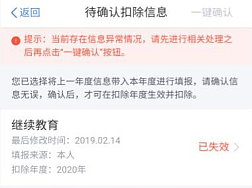 返回 待确认扣除信息 一键确认
提示：当前存在信息异常情况，请先进行相关处理之
后再点击“一键确认”按钮。
您已选择将上一年度信息带入本年度进行填报，请确认信
息无误，确认后，才可在扣除年度生效并扣除。
继续教育
最后修改时间：2019.02.14
已失效
填报来源：本人
扣除年度：2020年